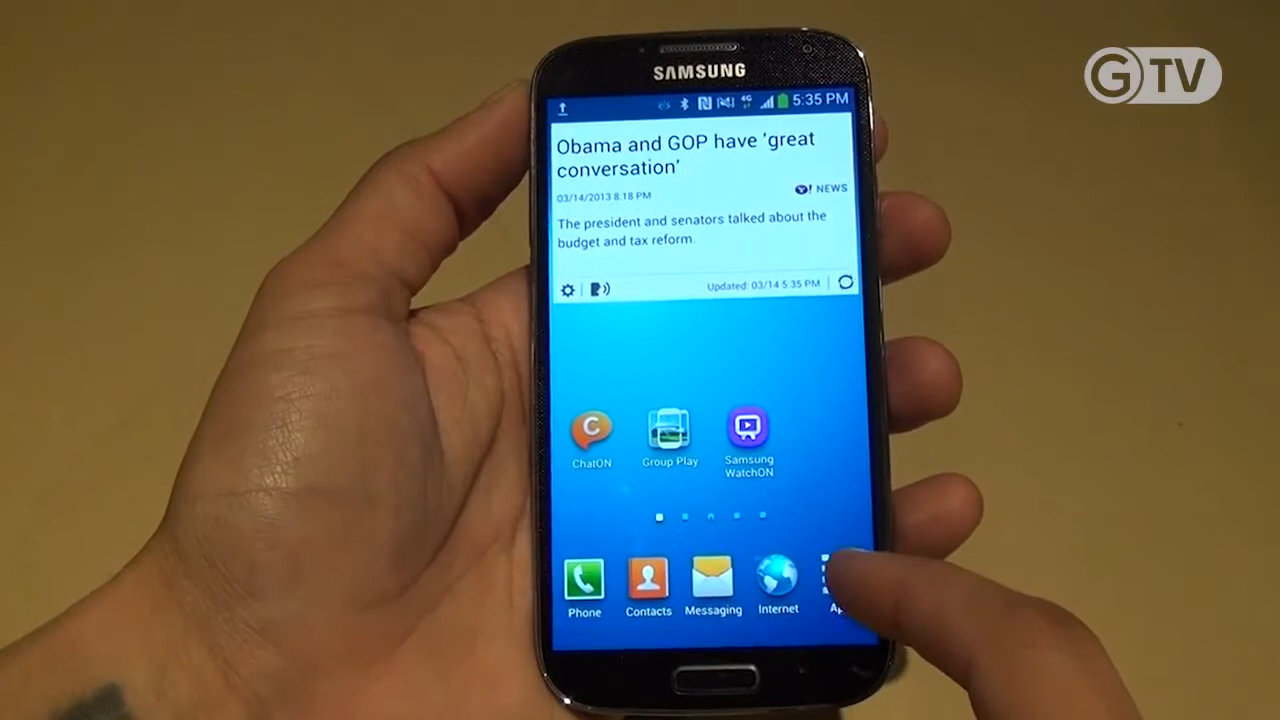 SAMSUNG
GTV
4G 5:35 PM
Obama and GOP have 'great
conversation'
03/14/2013 8:18 PM
Y! NEWS
The president and senators talked about the
budget and tax reform.
Updated: 03/14 5:35 PM
C
ChatON
Group Play
Samsung
WatchON
Phone
Contacts
Messaging
Internet